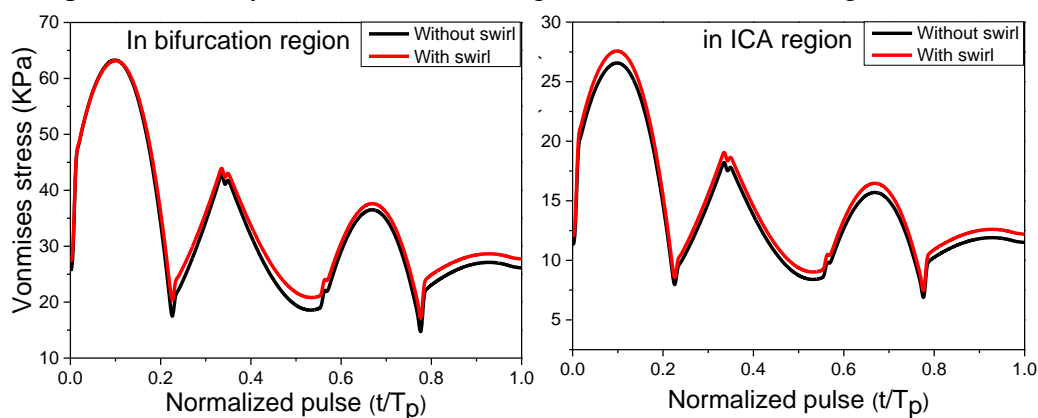 In bifurcation region
Without swirl
With swirl
Vonmises stress (KPa)
70
60
50
40
30
20
10
0.0 0.2 0.4 0.6 0.8 1.0
Normalized pulse (t/Tp)
in ICA region
Without swirl
With swirl
30
25
20
15
10
5
0.0 0.2 0.4 0.6 0.8 1.0
Normalized pulse (t/Tp)